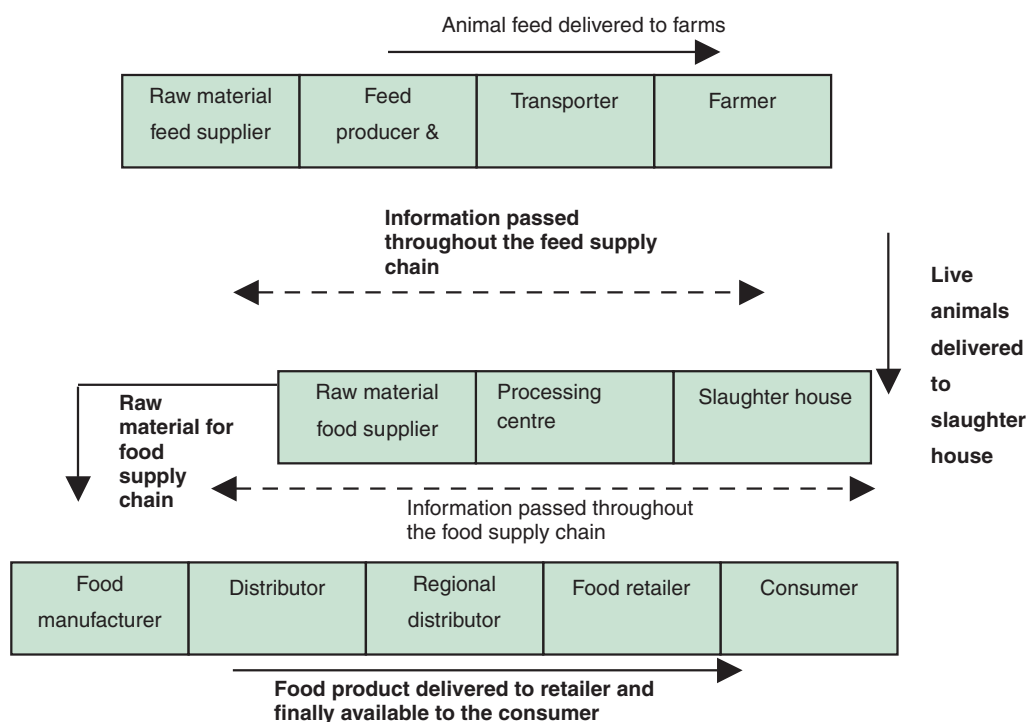 Animal feed delivered to farms
Raw material
feed supplier
Feed
producer &
Transporter
Farmer
Information passed
throughout the feed supply
chain
Live
animals
delivered
to
slaughter
house
Raw
material for
food
supply
chain
Raw material
food supplier
Processing
centre
Slaughter house
Information passed throughout
the food supply chain
Food
manufacturer
Distributor
Regional
distributor
Food retailer
Consumer
Food product delivered to retailer and
finally available to the consumer